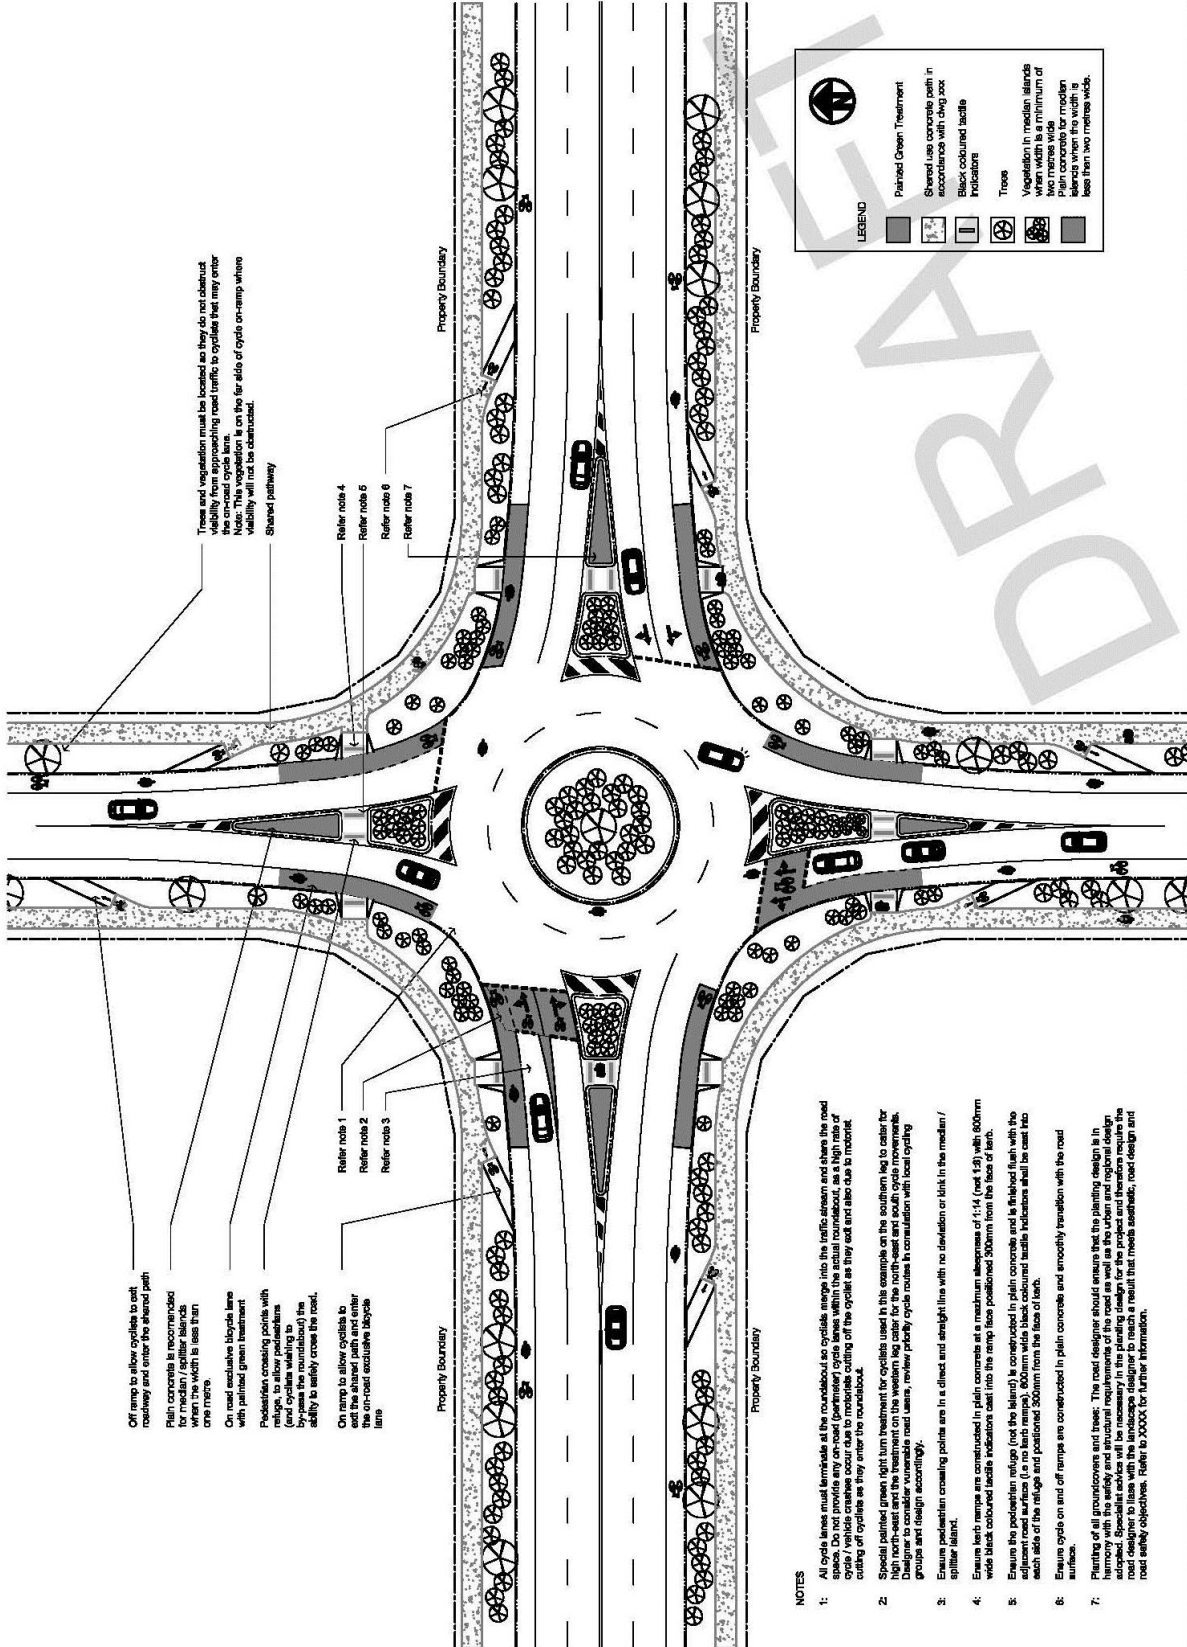 Off ramp to allow cyclists to exit
roadway and enter the shared path
Plain concrete is recomended
for median / splitter islands
when the width is less than
one metre.
On road exclusive bicycle lane
with painted green treatment
Pedestrian crossing points with
refuge, to allow pedestrians
(and cyclists wishing to
by-pass the roundabout) the
ability to safely cross the road.
Refer note 1
Refer note 2
Refer note 3
On ramp to allow cyclists to
exit the shared path and enter
the on-road exclusive bicycle
lane
Trees and vegetation must be located so they do not obstruct
visibility from approaching road traffic to cyclists that may enter
the on-road cycle lane.
Note: This vegetation is on the far side of cycle on-ramp where
visibility will not be obstructed.
Shared pathway
Refer note 4
Refer note 5
Refer note 6
Refer note 7
Property Boundary
Property Boundary
Property Boundary
Property Boundary
NOTES
1: All cycle lanes must terminate at the roundabout so cyclists merge into the traffic stream and share the road
space. Do not provide any on-road (perimeter) cycle lanes within the actual roundabout, as a high rate of
cycle / vehicle crashes occur due to motorists cutting off the cyclist as they exit and also due to motorist
cutting off cyclists as they enter the roundabout.
2: Special painted green right turn treatment for cyclists used in this example on the southern leg to cater for
high north-east and the treatment on the western leg cater for the north-east and south cycle movements.
Designer to consider vunerable road users, review priority cycle routes in consulation with local cycling
groups and design accordingly.
3: Ensure pedestrian crossing points are in a direct and straight line with no deviation or kink in the median /
splitter island.
4: Ensure kerb ramps are constructed in plain concrete at a maximum steepness of 1:14 (not 1:8) with 600mm
wide black coloured tactile indicators cast into the ramp face positioned 300mm from the face of kerb.
5: Ensure the pedestrian refuge (not the island) is constructed in plain concrete and is finished flush with the
adjacent road surface (i.e no kerb ramps). 600mm wide black coloured tactile indicators shall be cast into
each side of the refuge and postioned 300mm from the face of kerb.
6: Ensure cycle on and off ramps are constructed in plain concrete and smoothly transition with the road
surface.
7: Planting of all groundcovers and trees: The road designer should ensure that the planting design is in
harmony with the safety and structural requirements of the road as well as the urban and regional design
adopted. Specialist advice will be necessary in the planting design for the project and therefore require the
road designer to liase with the landscape designer to reach a result that meets aesthetic, road design and
road safety objectives. Refer to XXXX for further information.
LEGEND
N
Painted Green Treatment
Shared use concrete path in
accordance with dwg xxx
Black coloured tactile
indicators
Trees
Vegetation in median islands
when width is a minimum of
two metres wide
Plain concrete for median
islands when the width is
less than two metres wide.
DRAFT